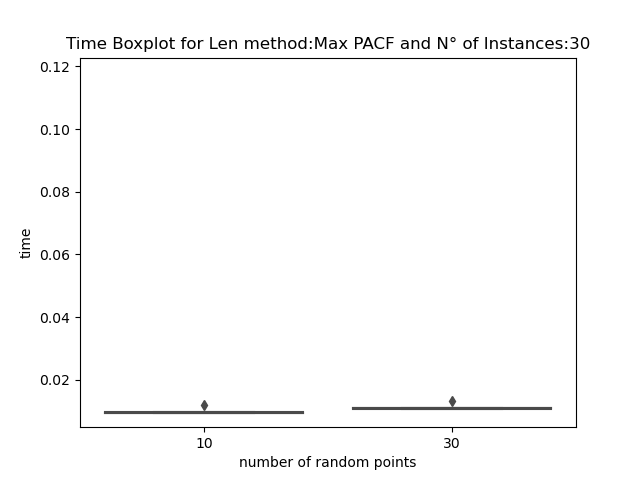 Time Boxplot for Len method:Max PACF and N° of Instances:30
0.12
0.10
0.08
0.06
0.04
0.02
time
10
30
number of random points